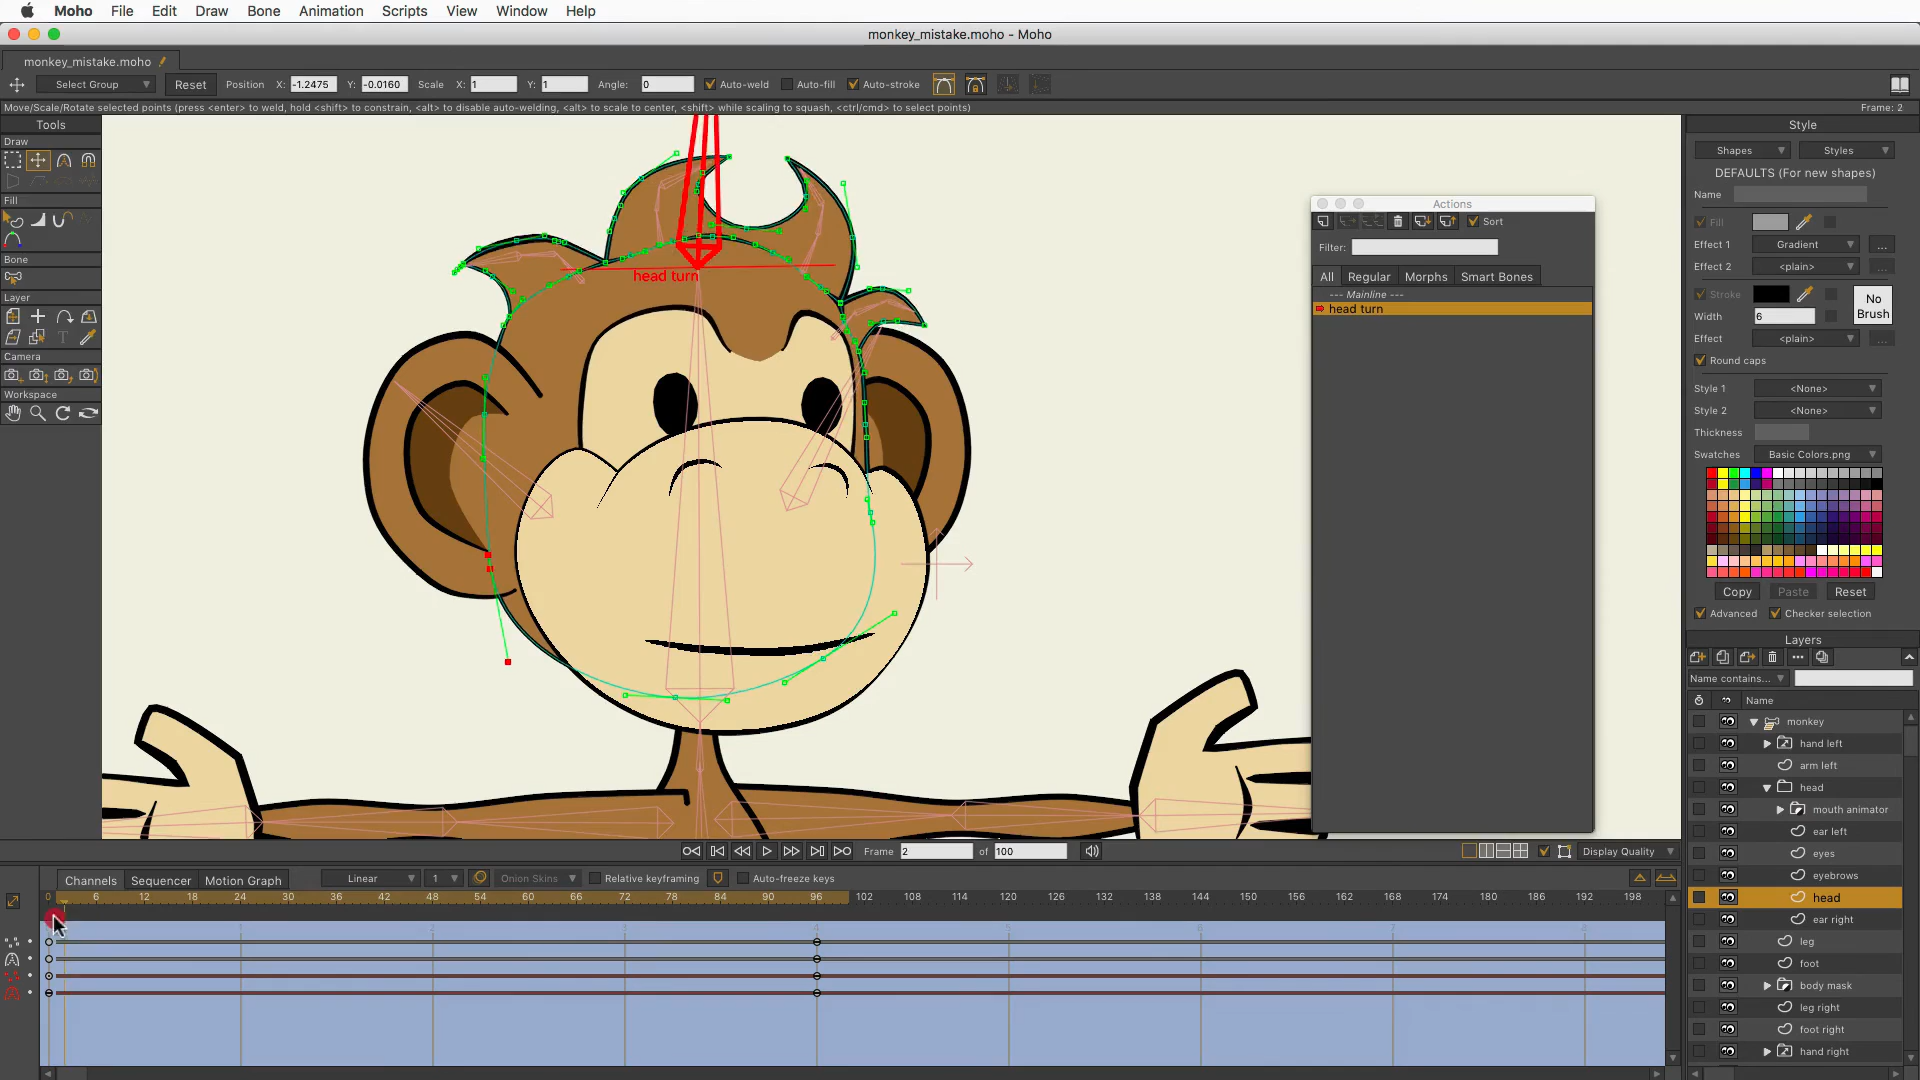 Moho File Edit Draw Bone Animation Scripts View Window Help
monkey_mistake.moho - Moho
monkey_mistake.moho
Select Group Reset Position X: -1.2475 Y: -0.0160 Scale X: 1 Y: 1 Angle: 0 Auto-weld Auto-fill Auto-stroke
Move/Scale/Rotate selected points (press <enter> to weld, hold <shift> to constrain, <alt> to disable auto-welding, <alt> to scale to center, <shift> while scaling to squash, <ctrl/cmd> to select points) Frame: 2
Tools
Draw
Fill
Bone
Layer
Camera
Workspace
head turn
Actions
Sort
Filter:
All Regular Morphs Smart Bones
--- Mainline ---
head turn
Style
Shapes Styles
DEFAULTS (For new shapes)
Name
Fill
Effect 1 Gradient ...
Effect 2 <plain> ...
Stroke
No Brush
Width 6
Effect <plain> ...
Round caps
Style 1 <None>
Style 2 <None>
Thickness
Swatches Basic Colors.png
Copy Paste Reset
Advanced Checker selection
Layers
Name contains...
Name
monkey
hand left
arm left
head
mouth animator
ear left
eyes
eyebrows
head
ear right
leg
foot
body mask
leg right
foot right
hand right
Frame 2 of 100 Display Quality
Channels Sequencer Motion Graph Linear 1 Onion Skins Relative keyframing Auto-freeze keys
0 6 12 18 24 30 36 42 48 54 60 66 72 78 84 90 96 102 108 114 120 126 132 138 144 150 156 162 168 174 180 186 192 198
1 2 3 4 5 6 7 8